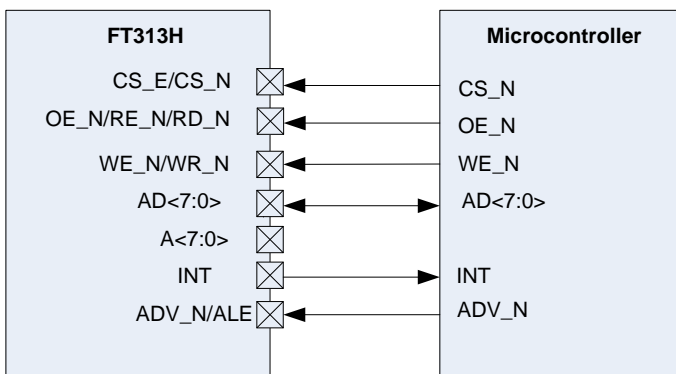 FT313H
Microcontroller
CS_E/CS_N
CS_N
OE_N/RE_N/RD_N
OE_N
WE_N/WR_N
WE_N
AD<7:0>
AD<7:0>
A<7:0>
INT
INT
ADV_N/ALE
ADV_N